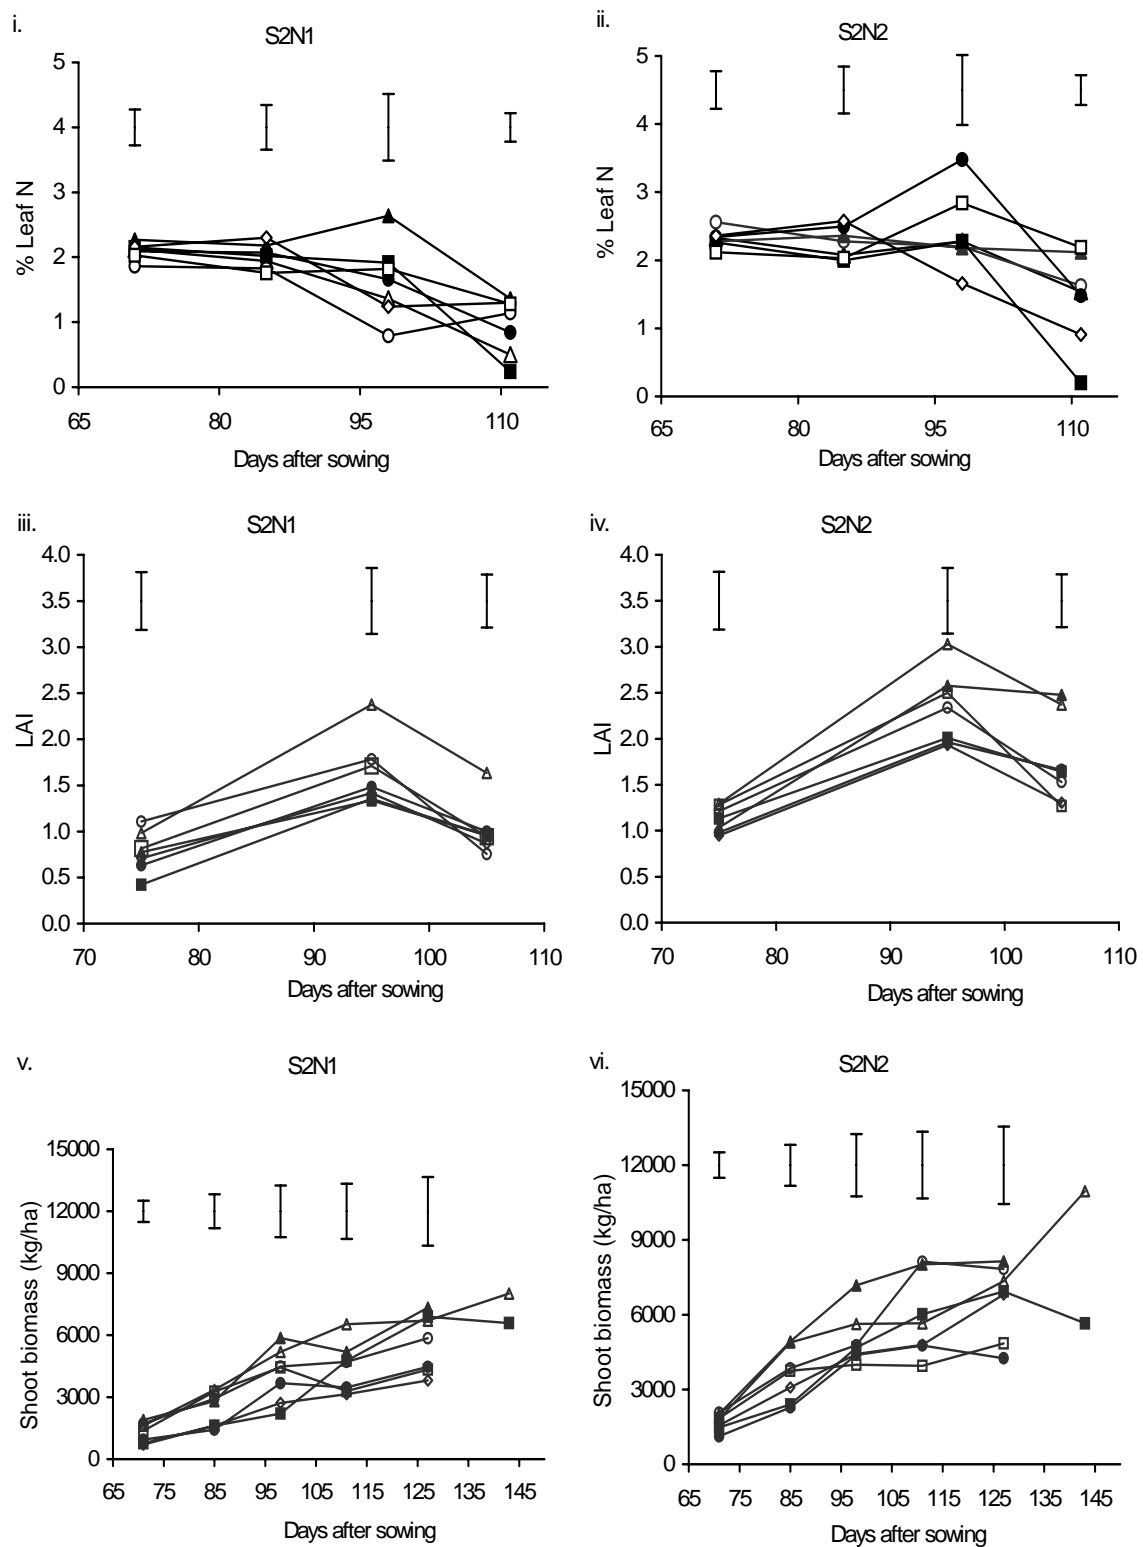 i.
S2N1
5
4
3
2
1
0
% Leaf N
65 80 95 110
Days after sowing
ii.
S2N2
5
4
3
2
1
0
% Leaf N
65 80 95 110
Days after sowing
iii.
S2N1
4.0
3.5
3.0
2.5
2.0
1.5
1.0
0.5
0.0
LAI
70 80 90 100 110
Days after sowing
iv.
S2N2
4.0
3.5
3.0
2.5
2.0
1.5
1.0
0.5
0.0
LAI
70 80 90 100 110
Days after sowing
v.
S2N1
15000
12000
9000
6000
3000
0
Shoot biomass (kg/ha)
65 75 85 95 105 115 125 135 145
Days after sowing
vi.
S2N2
15000
12000
9000
6000
3000
0
Shoot biomass (kg/ha)
65 75 85 95 105 115 125 135 145
Days after sowing